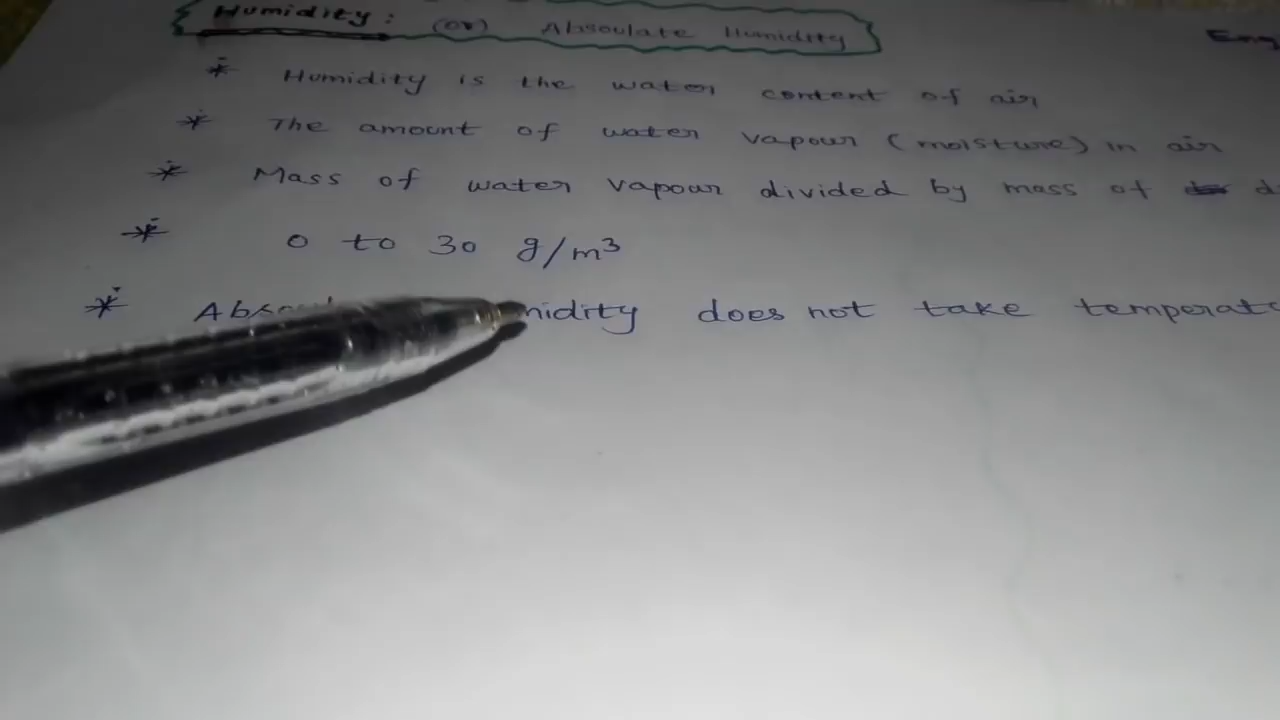 Humidity: (or) Absoulate Humidity
* Humidity is the water content of air
* The amount of water vapour (moisture) in air
* Mass of water vapour divided by mass of
* 0 to 30 g/m³
* midity does not take temperat